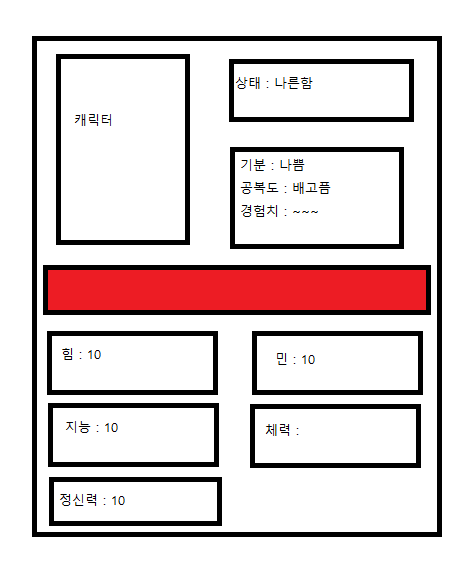 캐릭터
상태 : 나른함
기분 : 나쁨
공복도 : 배고픔
경험치 : ~~~
힘 : 10
민 : 10
지능 : 10
체력 :
정신력 : 10